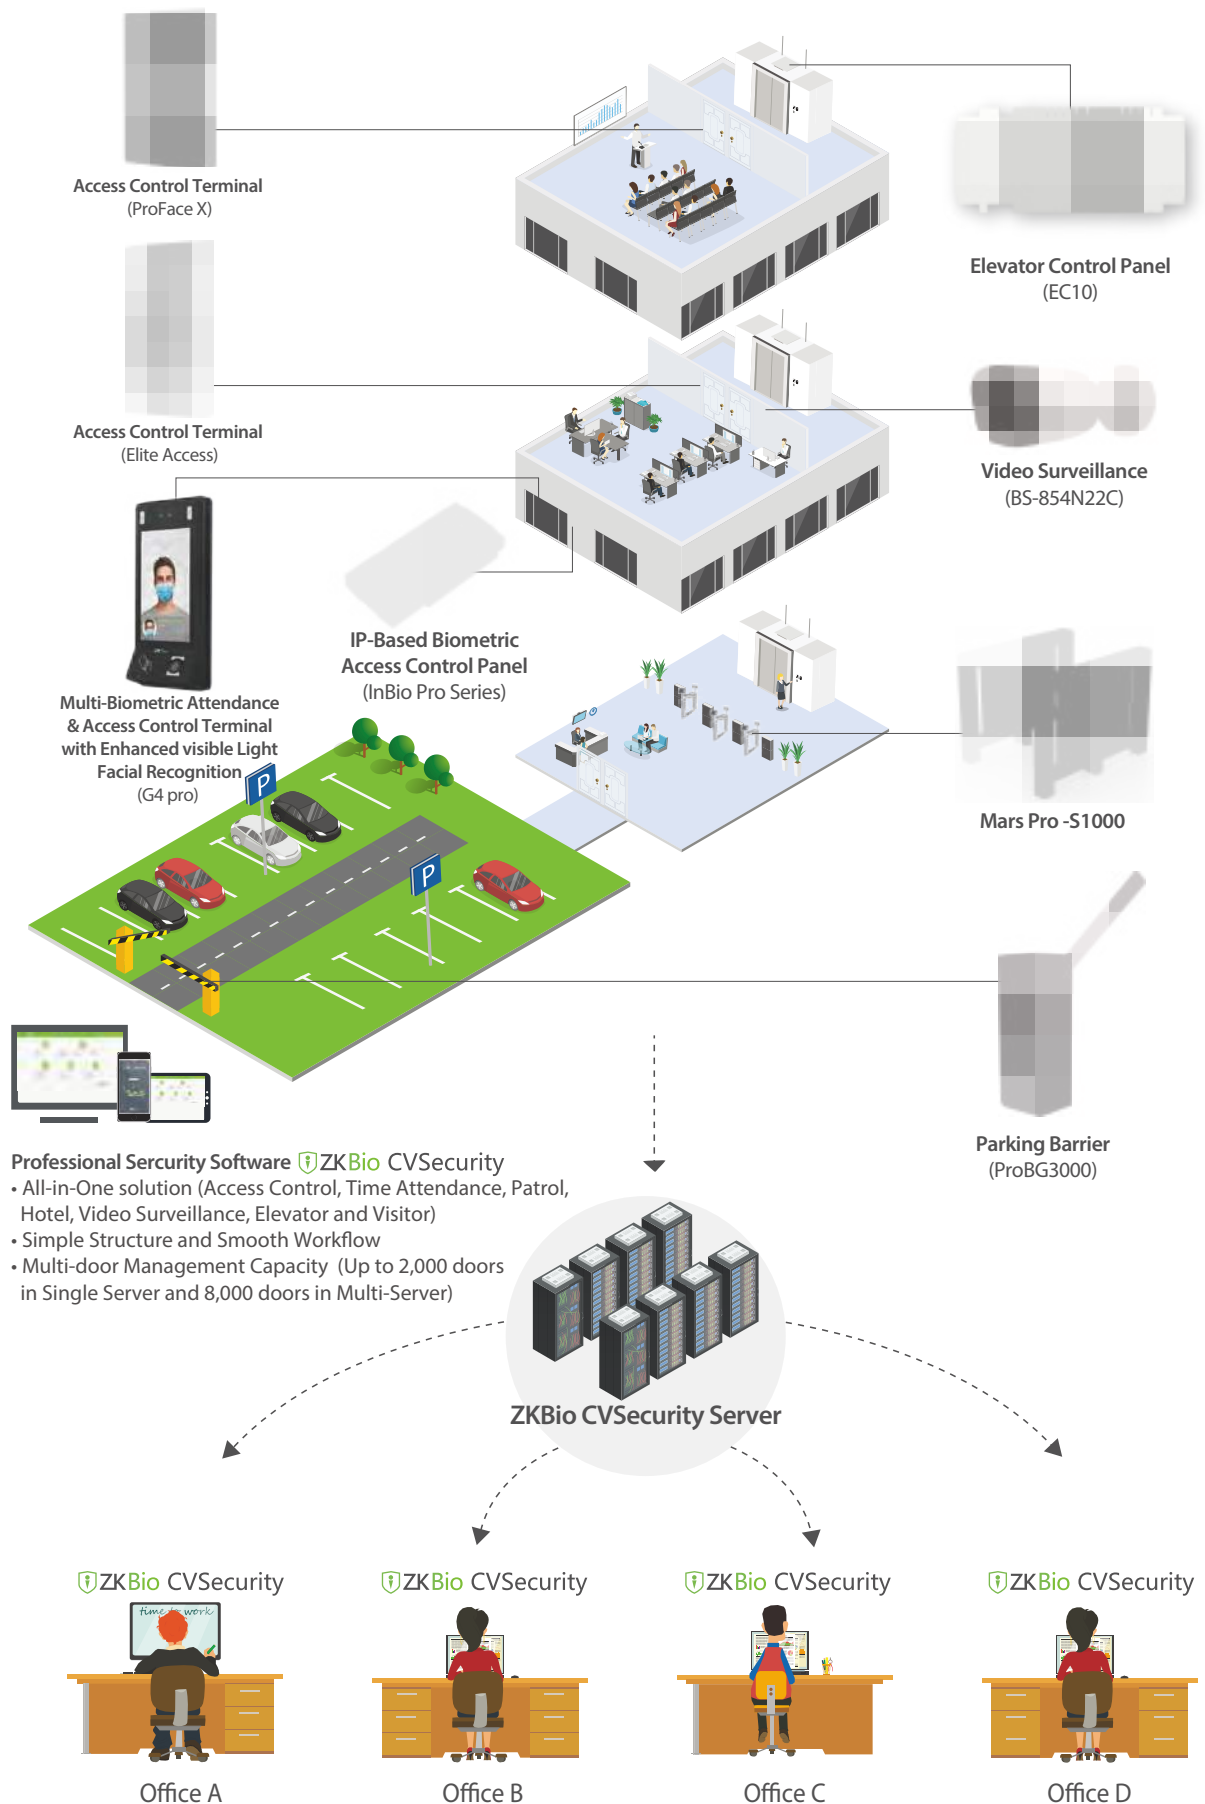 Access Control Terminal
(ProFace X)
Elevator Control Panel
(EC10)
Access Control Terminal
(Elite Access)
Video Surveillance
(BS-854N22C)
IP-Based Biometric
Access Control Panel
(InBio Pro Series)
Multi-Biometric Attendance
& Access Control Terminal
with Enhanced visible Light
Facial Recognition
(G4 pro)
P
P
Mars Pro -S1000
Parking Barrier
(ProBG3000)
Professional Sercurity Software ZKBio CVSecurity
• All-in-One solution (Access Control, Time Attendance, Patrol,
Hotel, Video Surveillance, Elevator and Visitor)
• Simple Structure and Smooth Workflow
• Multi-door Management Capacity (Up to 2,000 doors
in Single Server and 8,000 doors in Multi-Server)
ZKBio CVSecurity Server
ZKBio CVSecurity
ZKBio CVSecurity
ZKBio CVSecurity
ZKBio CVSecurity
time to work
Office A
Office B
Office C
Office D